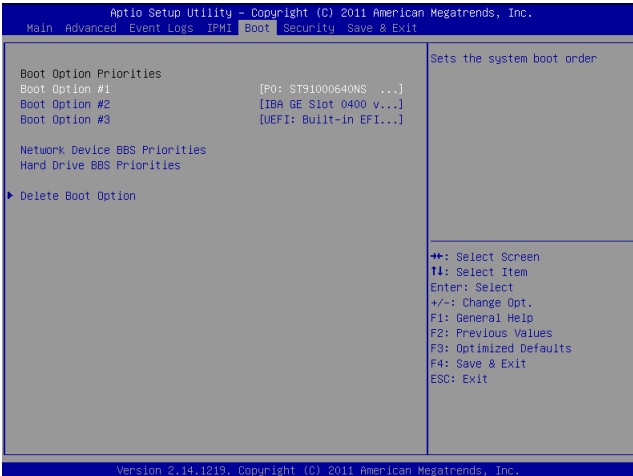 Aptio Setup Utility – Copyright (C) 2011 American Megatrends, Inc.
Main Advanced Event Logs IPMI Boot Security Save & Exit
Boot Option Priorities
Boot Option #1 [P0: ST91000640NS ...]
Boot Option #2 [IBA GE Slot 0400 v...]
Boot Option #3 [UEFI: Built-in EFI...]
Network Device BBS Priorities
Hard Drive BBS Priorities
▶ Delete Boot Option
Sets the system boot order
→←: Select Screen
↑↓: Select Item
Enter: Select
+/-: Change Opt.
F1: General Help
F2: Previous Values
F3: Optimized Defaults
F4: Save & Exit
ESC: Exit
Version 2.14.1219. Copyright (C) 2011 American Megatrends, Inc.